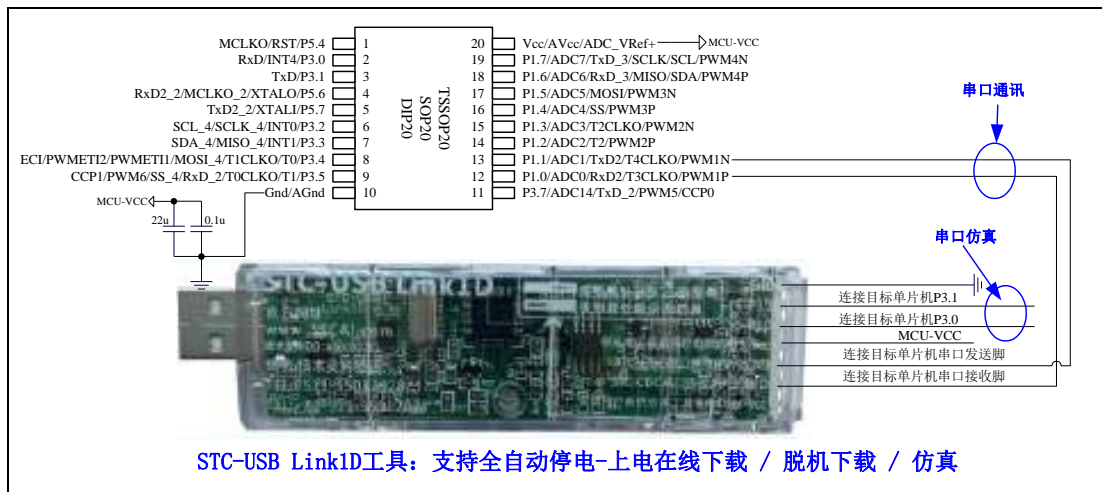 MCLKO/RST/P5.4 1
RxD/INT4/P3.0 2
TxD/P3.1 3
RxD2_2/MCLKO_2/XTALO/P5.6 4
TxD2_2/XTALI/P5.7 5
SCL_4/SCLK_4/INT0/P3.2 6
SDA_4/MISO_4/INT1/P3.3 7
ECI/PWMETI2/PWMETI1/MOSI_4/T1CLKO/T0/P3.4 8
CCP1/PWM6/SS_4/RxD_2/T0CLKO/T1/P3.5 9
Gnd/AGnd 10
TSSOP20
SOP20
DIP20
20 Vcc/AVcc/ADC_VRef+ MCU-VCC
19 P1.7/ADC7/TxD_3/SCLK/SCL/PWM4N
18 P1.6/ADC6/RxD_3/MISO/SDA/PWM4P
17 P1.5/ADC5/MOSI/PWM3N
16 P1.4/ADC4/SS/PWM3P
15 P1.3/ADC3/T2CLKO/PWM2N
14 P1.2/ADC2/T2/PWM2P
13 P1.1/ADC1/TxD2/T4CLKO/PWM1N
12 P1.0/ADC0/RxD2/T3CLKO/PWM1P
11 P3.7/ADC14/TxD_2/PWM5/CCP0
串口通讯
MCU-VCC
22u 0.1u
串口仿真
STC-USB Link1D
连接目标单片机P3.1
连接目标单片机P3.0
MCU-VCC
连接目标单片机串口发送脚
连接目标单片机串口接收脚
STC-USB Link1D工具：支持全自动停电-上电在线下载 / 脱机下载 / 仿真